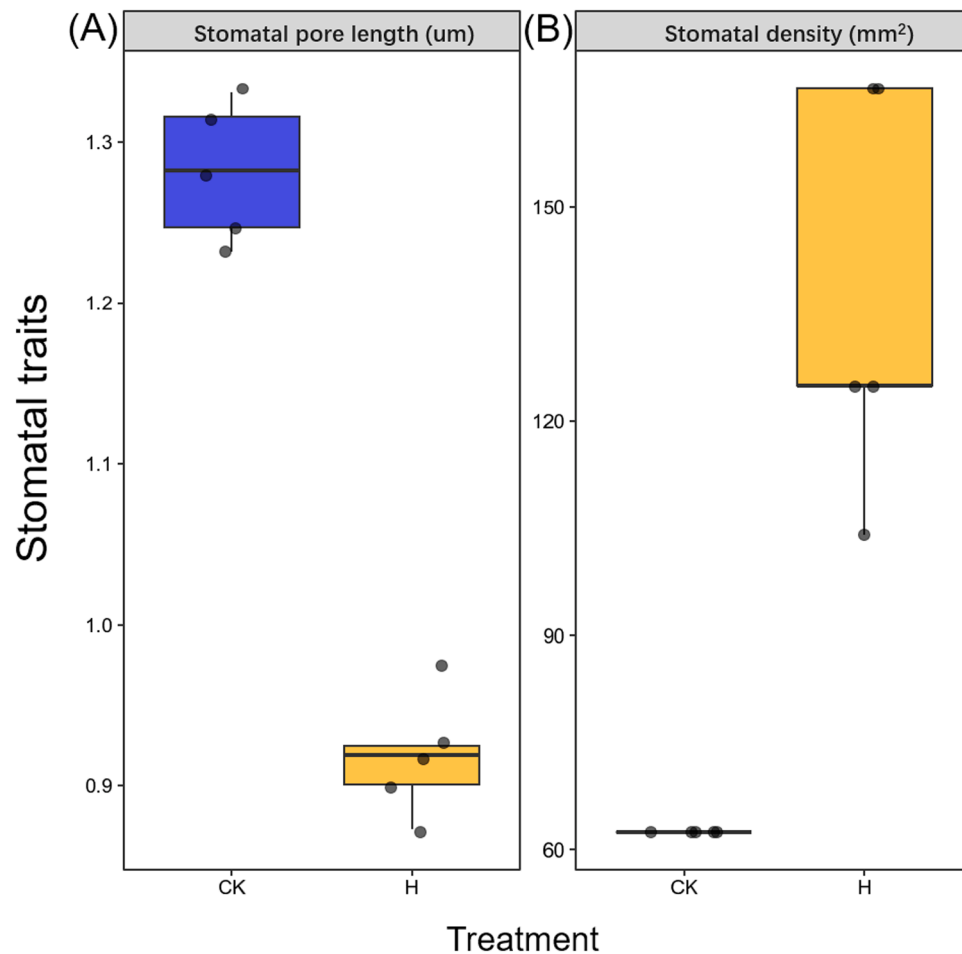 (A)
Stomatal pore length (um)
(B)
Stomatal density (mm²)
Stomatal traits
1.3
1.2
1.1
1.0
0.9
150
120
90
60
CK
H
CK
H
Treatment